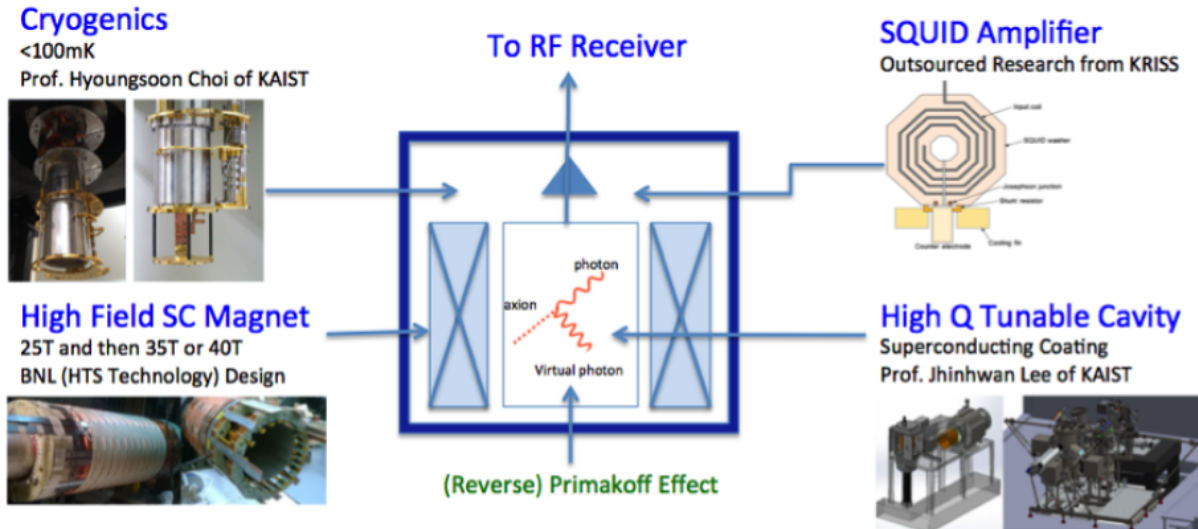 Cryogenics
<100mK
Prof. Hyoungsoon Choi of KAIST
To RF Receiver
SQUID Amplifier
Outsourced Research from KRISS
Input coil
SQUID washer
Josephson junction
Shunt resistor
Counter electrode
Cooling fin
photon
axion
Virtual photon
High Field SC Magnet
25T and then 35T or 40T
BNL (HTS Technology) Design
High Q Tunable Cavity
Superconducting Coating
Prof. Jhinhwan Lee of KAIST
(Reverse) Primakoff Effect